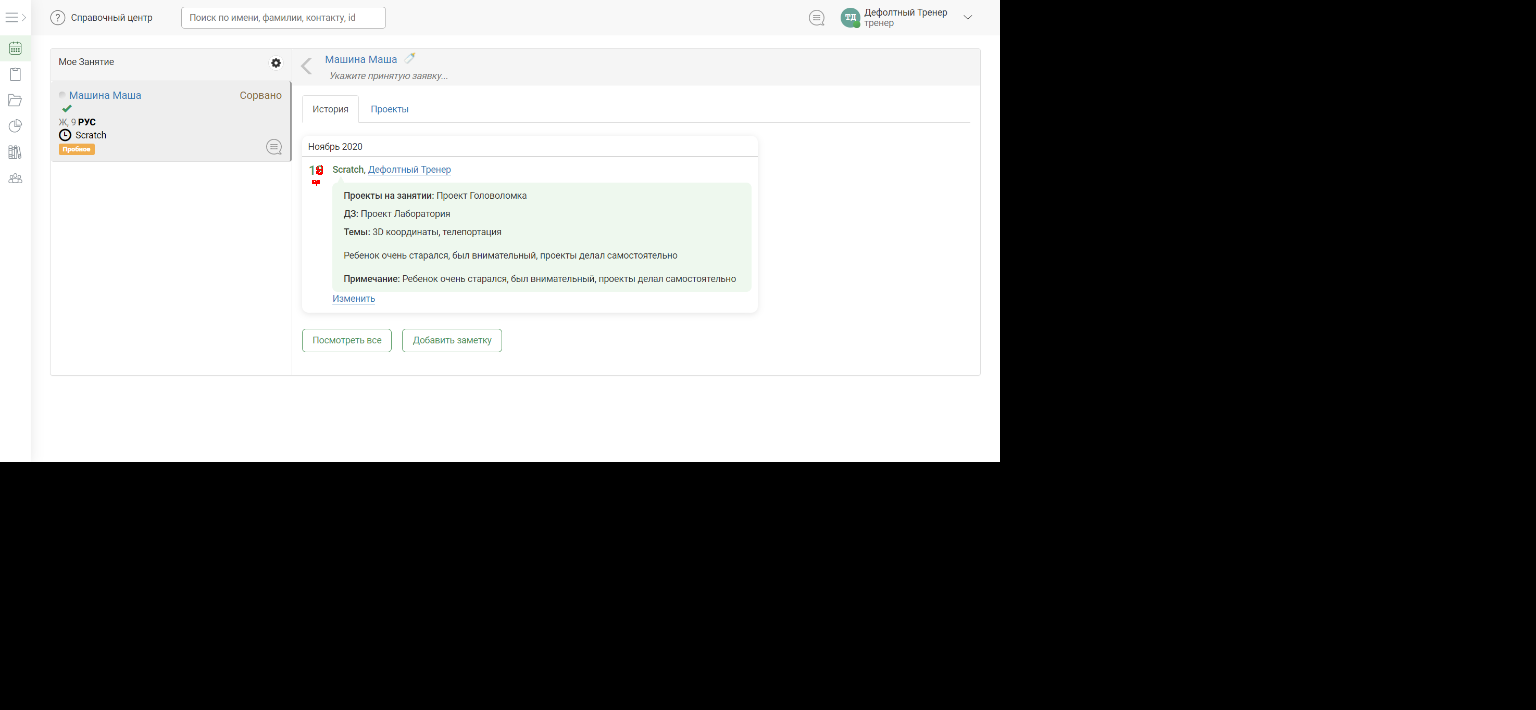 Справочный центр
Поиск по имени, фамилии, контакту, id
ТД
Дефолтный Тренер
тренер
Мое Занятие
Машина Маша
Сорвано
Ж, 9 РУС
Scratch
Пробное
Машина Маша
Укажите принятую заявку...
История
Проекты
Ноябрь 2020
Scratch, Дефолтный Тренер
Проекты на занятии: Проект Головоломка
ДЗ: Проект Лаборатория
Темы: 3D координаты, телепортация
Ребенок очень старался, был внимательный, проекты делал самостоятельно
Примечание: Ребенок очень старался, был внимательный, проекты делал самостоятельно
Изменить
Посмотреть все
Добавить заметку